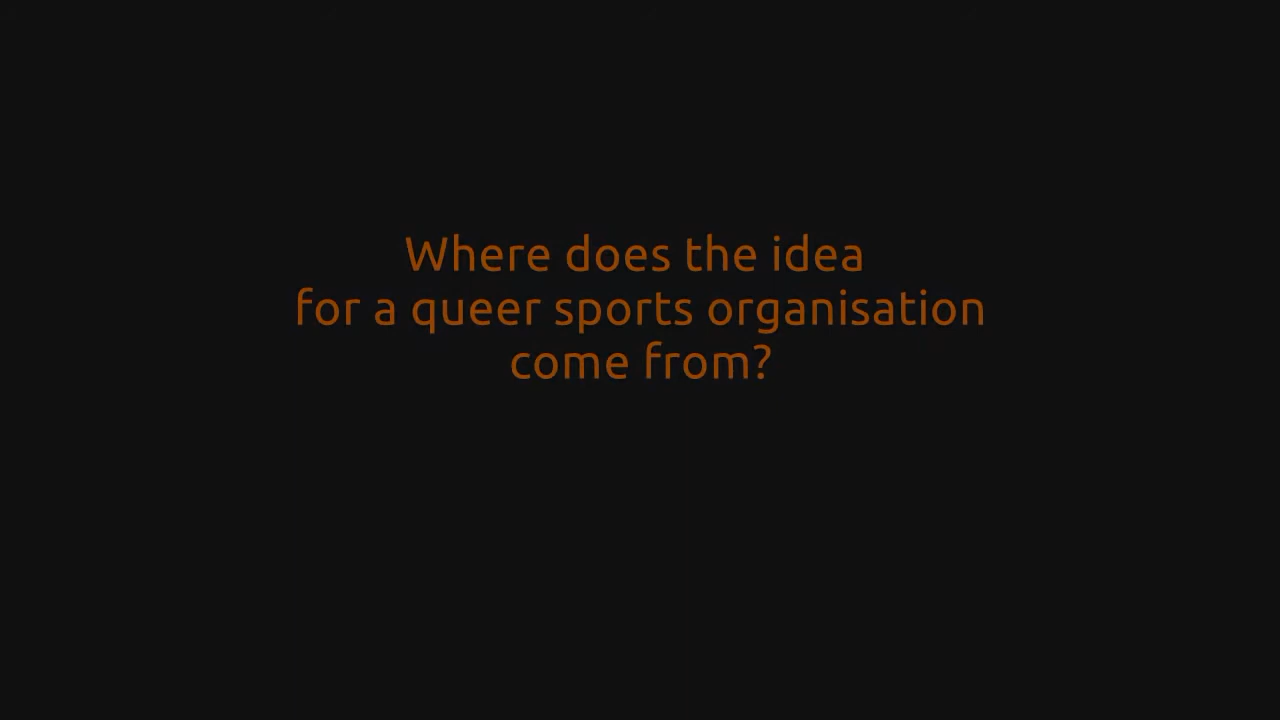 Where does the idea
for a queer sports organisation
come from?